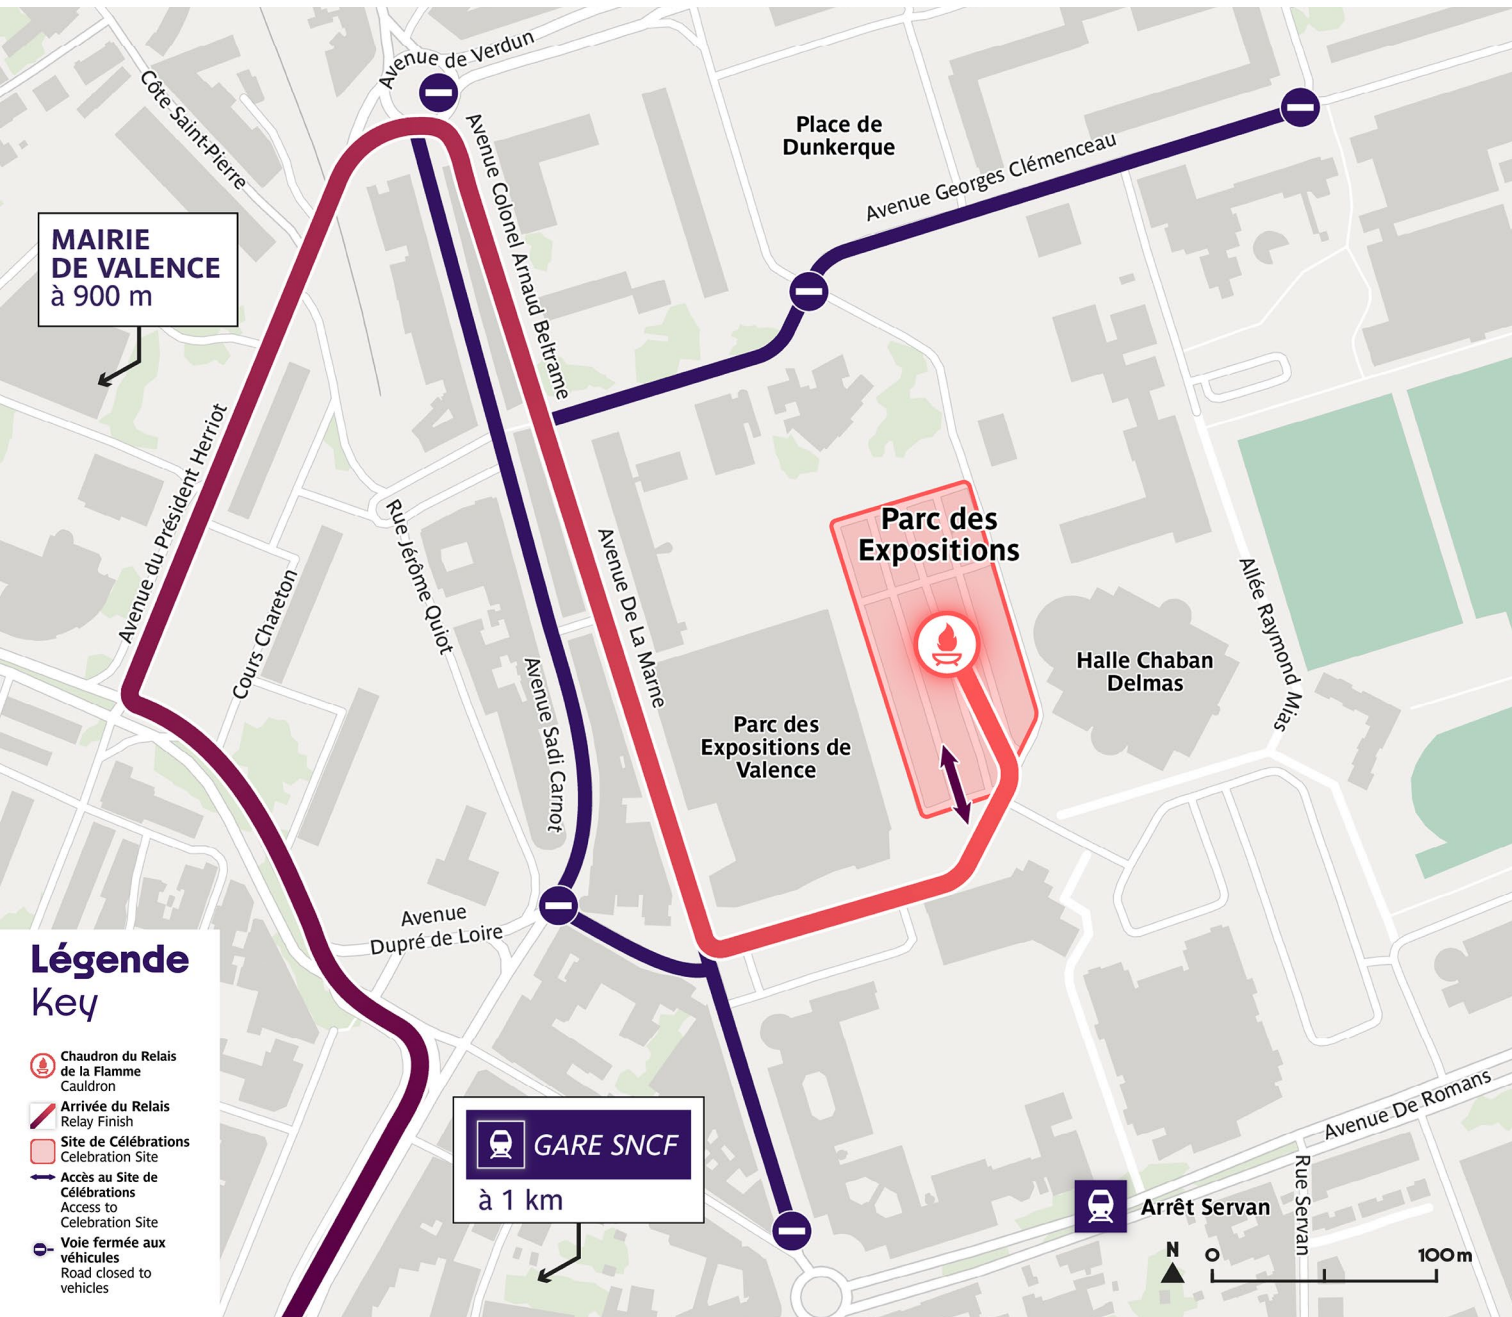 Avenue de Verdun
Côte Saint-Pierre
Avenue Colonel Arnaud Beltrame
Place de
Dunkerque
Avenue Georges Clémenceau
MAIRIE
DE VALENCE
à 900 m
Avenue du Président Herriot
Rue Jérôme Quiot
Cours Chareton
Avenue De La Marne
Avenue Sadi Carnot
Parc des
Expositions
Parc des
Expositions de
Valence
Halle Chaban
Delmas
Allée Raymond Mias
Avenue
Dupré de Loire
Légende
Key
Chaudron du Relais
de la Flamme
Cauldron
Arrivée du Relais
Relay Finish
Site de Célébrations
Celebration Site
Accès au Site de
Célébrations
Access to
Celebration Site
Voie fermée aux
véhicules
Road closed to
vehicles
GARE SNCF
à 1 km
Avenue De Romans
Rue Servan
Arrêt Servan
N
0
100m